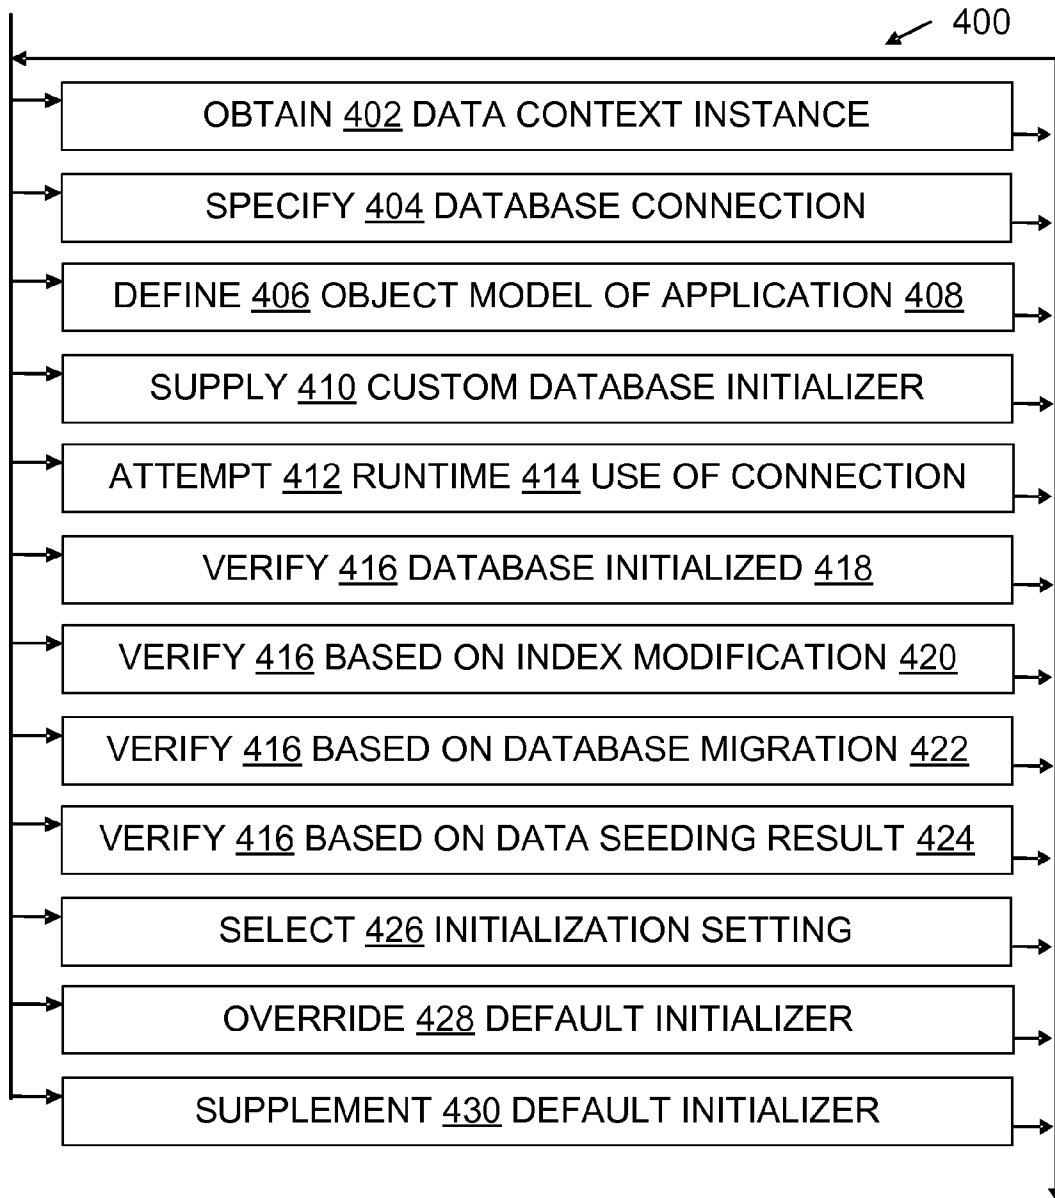 400
OBTAIN 402 DATA CONTEXT INSTANCE
SPECIFY 404 DATABASE CONNECTION
DEFINE 406 OBJECT MODEL OF APPLICATION 408
SUPPLY 410 CUSTOM DATABASE INITIALIZER
ATTEMPT 412 RUNTIME 414 USE OF CONNECTION
VERIFY 416 DATABASE INITIALIZED 418
VERIFY 416 BASED ON INDEX MODIFICATION 420
VERIFY 416 BASED ON DATABASE MIGRATION 422
VERIFY 416 BASED ON DATA SEEDING RESULT 424
SELECT 426 INITIALIZATION SETTING
OVERRIDE 428 DEFAULT INITIALIZER
SUPPLEMENT 430 DEFAULT INITIALIZER